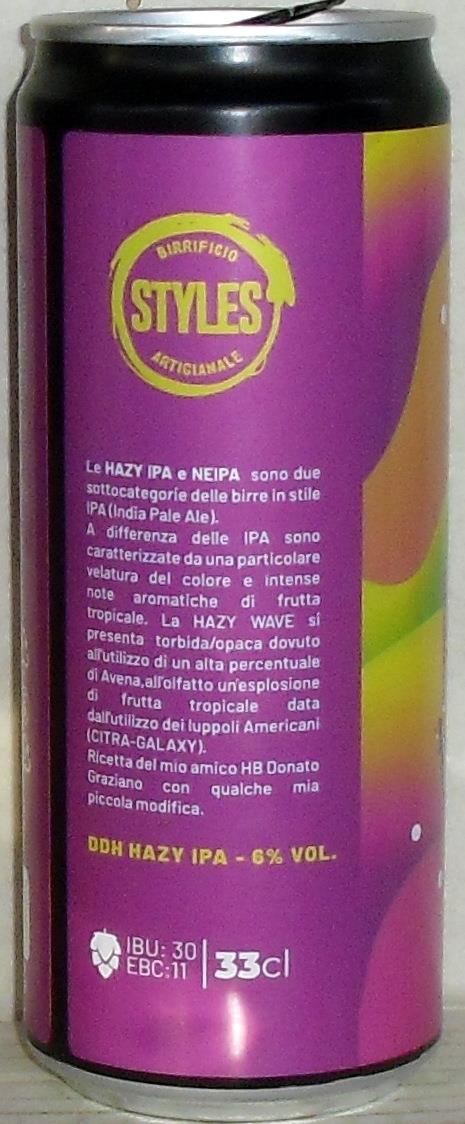 BIRRIFICIO
STYLES
ARTIGIANALE
Le HAZY IPA e NEIPA sono due
sottocategorie delle birre in stile
IPA (India Pale Ale).
A differenza delle IPA sono
caratterizzate da una particolare
velatura del colore e intense
note aromatiche di frutta
tropicale. La HAZY WAVE si
presenta torbida/opaca dovuto
all'utilizzo di un alta percentuale
di Avena,all'olfatto un'esplosione
di frutta tropicale data
dall'utilizzo dei luppoli Americani
(CITRA-GALAXY).
Ricetta del mio amico HB Donato
Graziano con qualche mia
piccola modifica.
DDH HAZY IPA - 6% VOL.
IBU: 30
EBC:11
33cl